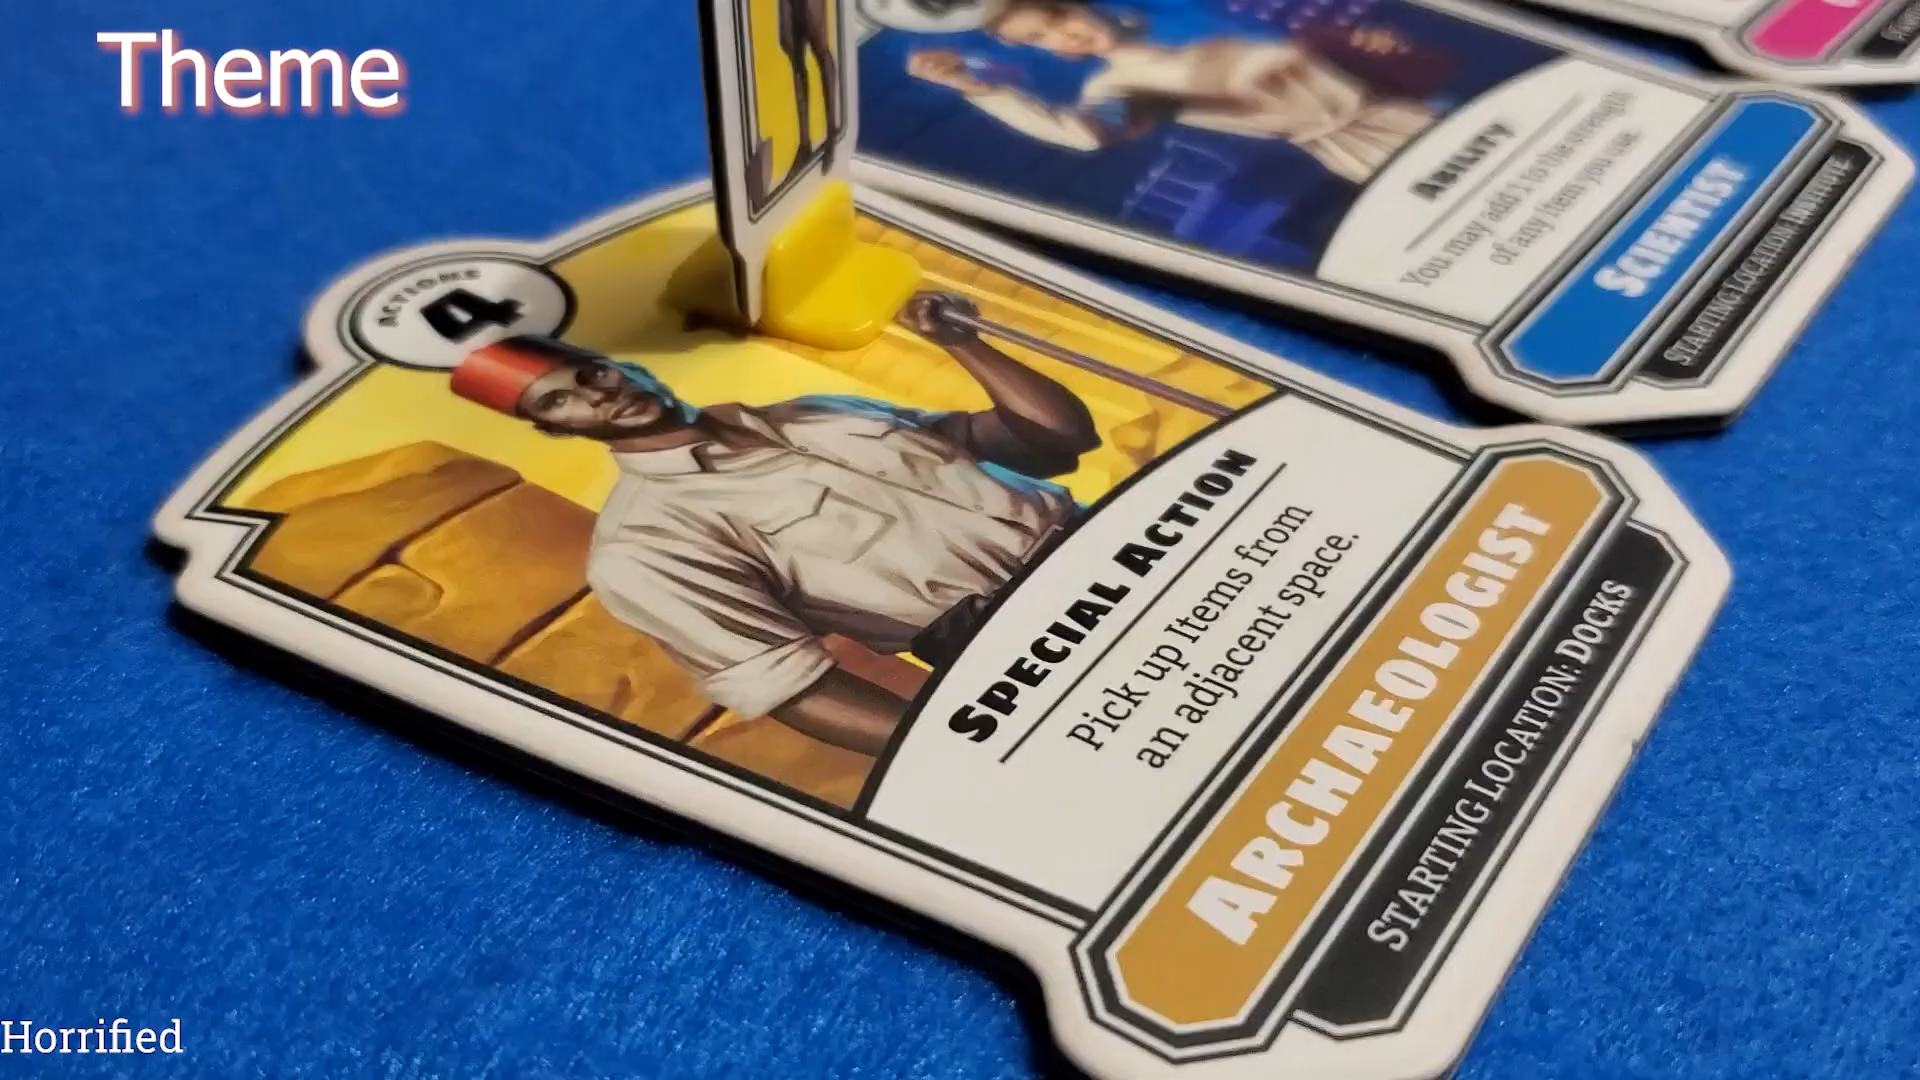 Theme
ACTIONS
4
SPECIAL ACTION
Pick up Items from
an adjacent space.
ARCHAEOLOGIST
STARTING LOCATION: DOCKS
ABILITY
You may add 1 to the strength
of any item you use.
SCIENTIST
STARTING LOCATION: INSTITUTE
Horrified